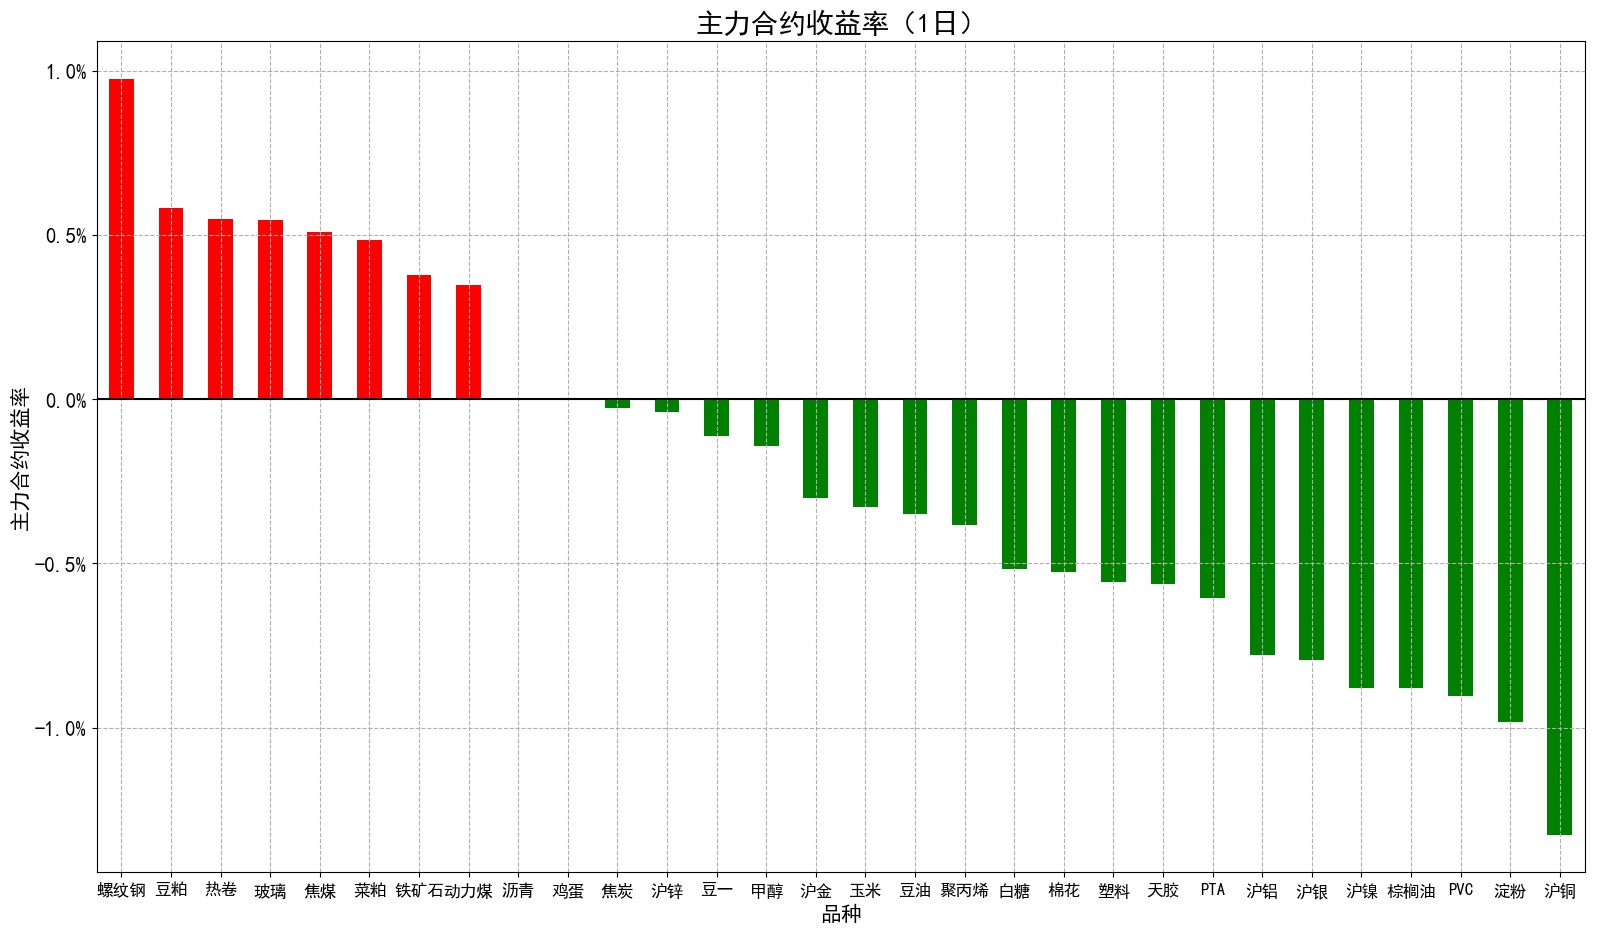 主力合约收益率（1日）
主力合约收益率
1.0%
0.5%
0.0%
−0.5%
−1.0%
螺纹钢 豆粕 热卷 玻璃 焦煤 菜粕 铁矿石 动力煤 沥青 鸡蛋 焦炭 沪锌 豆一 甲醇 沪金 玉米 豆油 聚丙烯 白糖 棉花 塑料 天胶 PTA 沪铝 沪银 沪镍 棕榈油 PVC 淀粉 沪铜
品种